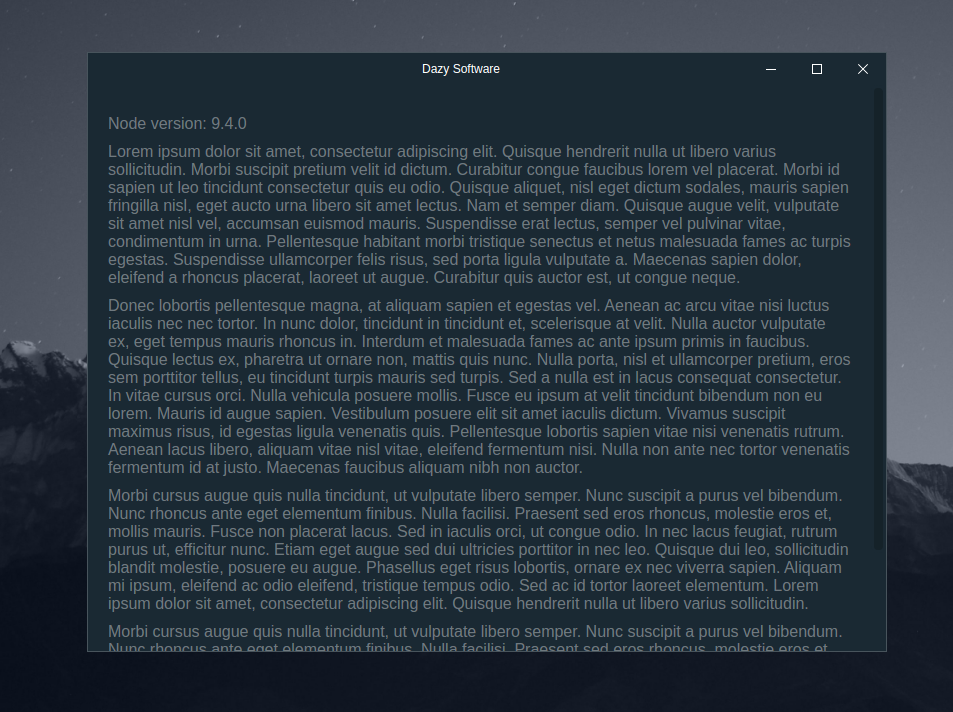 Dazy Software
Node version: 9.4.0
Lorem ipsum dolor sit amet, consectetur adipiscing elit. Quisque hendrerit nulla ut libero varius
sollicitudin. Morbi suscipit pretium velit id dictum. Curabitur congue faucibus lorem vel placerat. Morbi id
sapien ut leo tincidunt consectetur quis eu odio. Quisque aliquet, nisl eget dictum sodales, mauris sapien
fringilla nisl, eget aucto urna libero sit amet lectus. Nam et semper diam. Quisque augue velit, vulputate
sit amet nisl vel, accumsan euismod mauris. Suspendisse erat lectus, semper vel pulvinar vitae,
condimentum in urna. Pellentesque habitant morbi tristique senectus et netus malesuada fames ac turpis
egestas. Suspendisse ullamcorper felis risus, sed porta ligula vulputate a. Maecenas sapien dolor,
eleifend a rhoncus placerat, laoreet ut augue. Curabitur quis auctor est, ut congue neque.
Donec lobortis pellentesque magna, at aliquam sapien et egestas vel. Aenean ac arcu vitae nisi luctus
iaculis nec nec tortor. In nunc dolor, tincidunt in tincidunt et, scelerisque at velit. Nulla auctor vulputate
ex, eget tempus mauris rhoncus in. Interdum et malesuada fames ac ante ipsum primis in faucibus.
Quisque lectus ex, pharetra ut ornare non, mattis quis nunc. Nulla porta, nisl et ullamcorper pretium, eros
sem porttitor tellus, eu tincidunt turpis mauris sed turpis. Sed a nulla est in lacus consequat consectetur.
In vitae cursus orci. Nulla vehicula posuere mollis. Fusce eu ipsum at velit tincidunt bibendum non eu
lorem. Mauris id augue sapien. Vestibulum posuere elit sit amet iaculis dictum. Vivamus suscipit
maximus risus, id egestas ligula venenatis quis. Pellentesque lobortis sapien vitae nisi venenatis rutrum.
Aenean lacus libero, aliquam vitae nisl vitae, eleifend fermentum nisi. Nulla non ante nec tortor venenatis
fermentum id at justo. Maecenas faucibus aliquam nibh non auctor.
Morbi cursus augue quis nulla tincidunt, ut vulputate libero semper. Nunc suscipit a purus vel bibendum.
Nunc rhoncus ante eget elementum finibus. Nulla facilisi. Praesent sed eros rhoncus, molestie eros et,
mollis mauris. Fusce non placerat lacus. Sed in iaculis orci, ut congue odio. In nec lacus feugiat, rutrum
purus ut, efficitur nunc. Etiam eget augue sed dui ultricies porttitor in nec leo. Quisque dui leo, sollicitudin
blandit molestie, posuere eu augue. Phasellus eget risus lobortis, ornare ex nec viverra sapien. Aliquam
mi ipsum, eleifend ac odio eleifend, tristique tempus odio. Sed ac id tortor laoreet elementum. Lorem
ipsum dolor sit amet, consectetur adipiscing elit. Quisque hendrerit nulla ut libero varius sollicitudin.
Morbi cursus augue quis nulla tincidunt, ut vulputate libero semper. Nunc suscipit a purus vel bibendum.
Nunc rhoncus ante eget elementum finibus. Nulla facilisi. Praesent sed eros rhoncus, molestie eros et